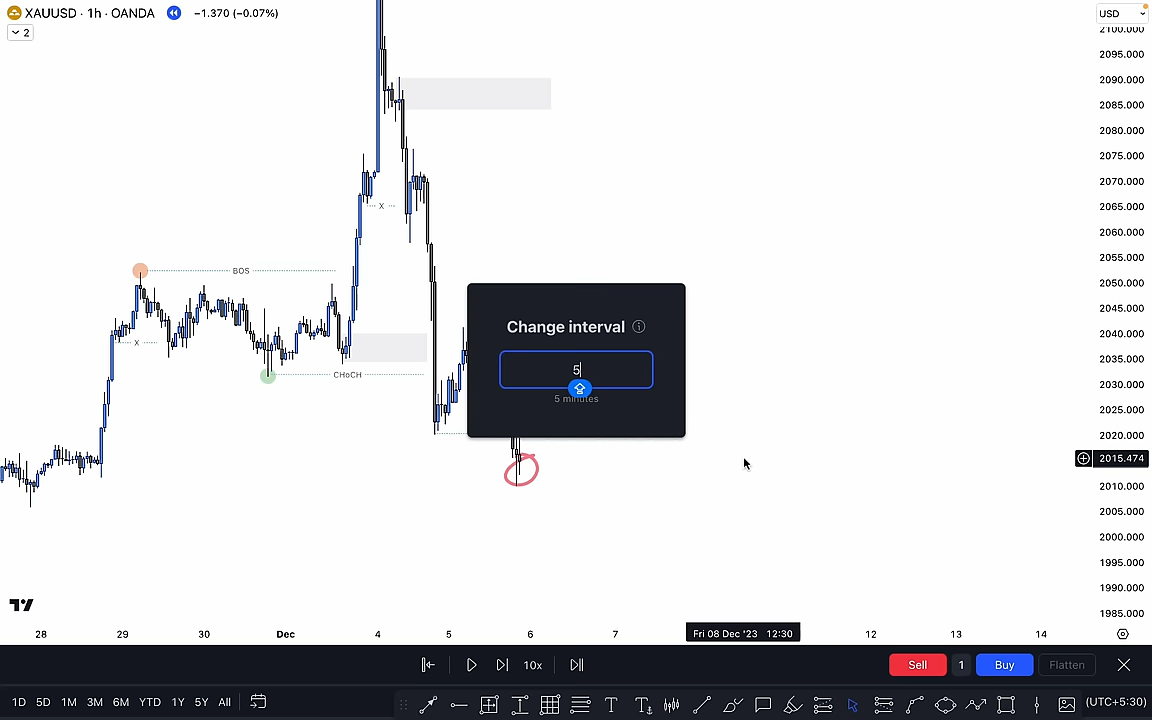 XAUUSD · 1h · OANDA −1.370 (−0.07%)
2
USD
2100.000
2095.000
2090.000
2085.000
2080.000
2075.000
2070.000
2065.000
2060.000
2055.000
2050.000
2045.000
2040.000
2035.000
2030.000
2025.000
2020.000
2015.474
2010.000
2005.000
2000.000
1995.000
1990.000
1985.000
X
BOS
X
CHoCH
Change interval
5
5 minutes
28 29 30 Dec 4 5 6 7 Fri 08 Dec '23 12:30 12 13 14
10x
Sell 1 Buy Flatten
1D 5D 1M 3M 6M YTD 1Y 5Y All
(UTC+5:30)